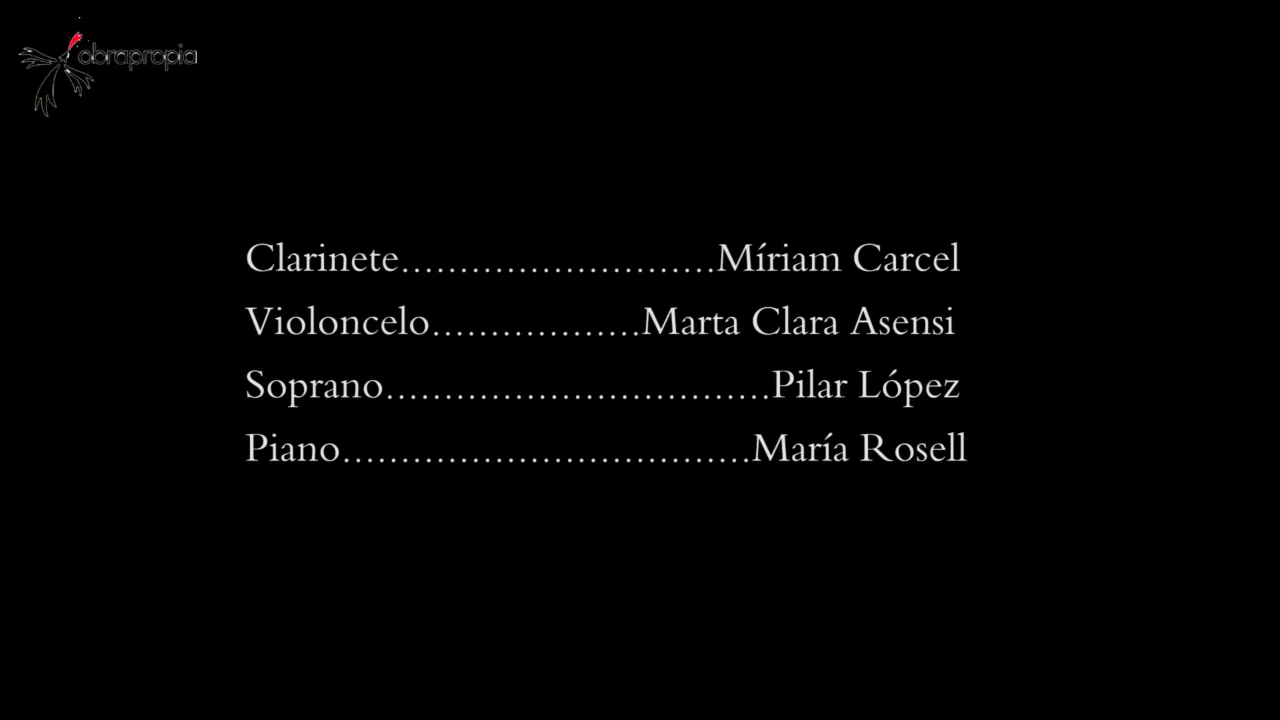 obrapropia
Clarinete...........................Míriam Carcel
Violoncelo..................Marta Clara Asensi
Soprano.................................Pilar López
Piano...................................María Rosell